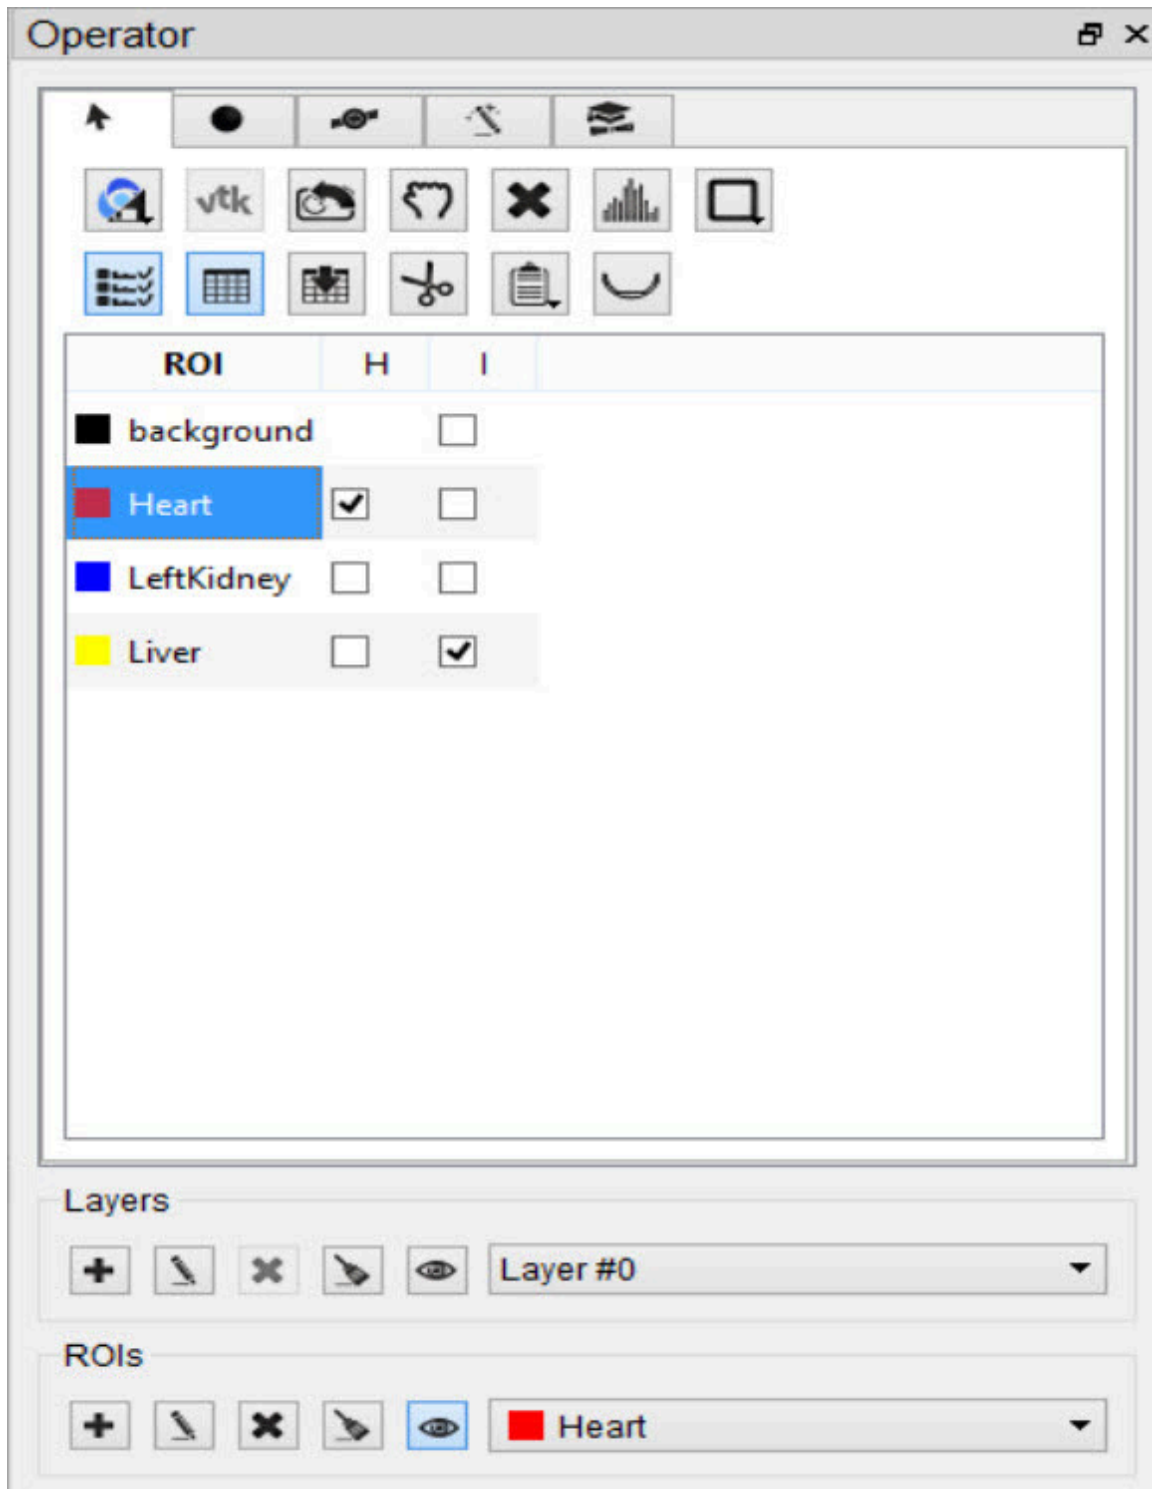 Operator
vtk
ROI H I
background
Heart
LeftKidney
Liver
Layers
Layer #0
ROIs
Heart